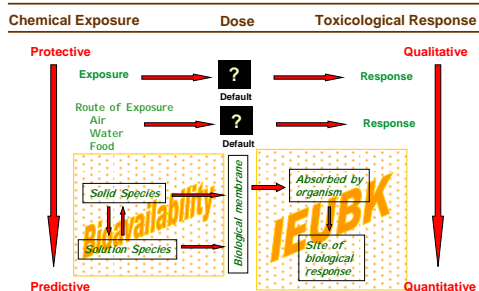 Chemical Exposure Dose Toxicological Response
Protective Qualitative
Exposure ? Response
Default
Route of Exposure ? Response
Air
Water
Default
Food
Bioavailability
Solid Species
Solution Species
Biological membrane
IEUBK
Absorbed by
organism
Site of
biological
response
Predictive Quantitative